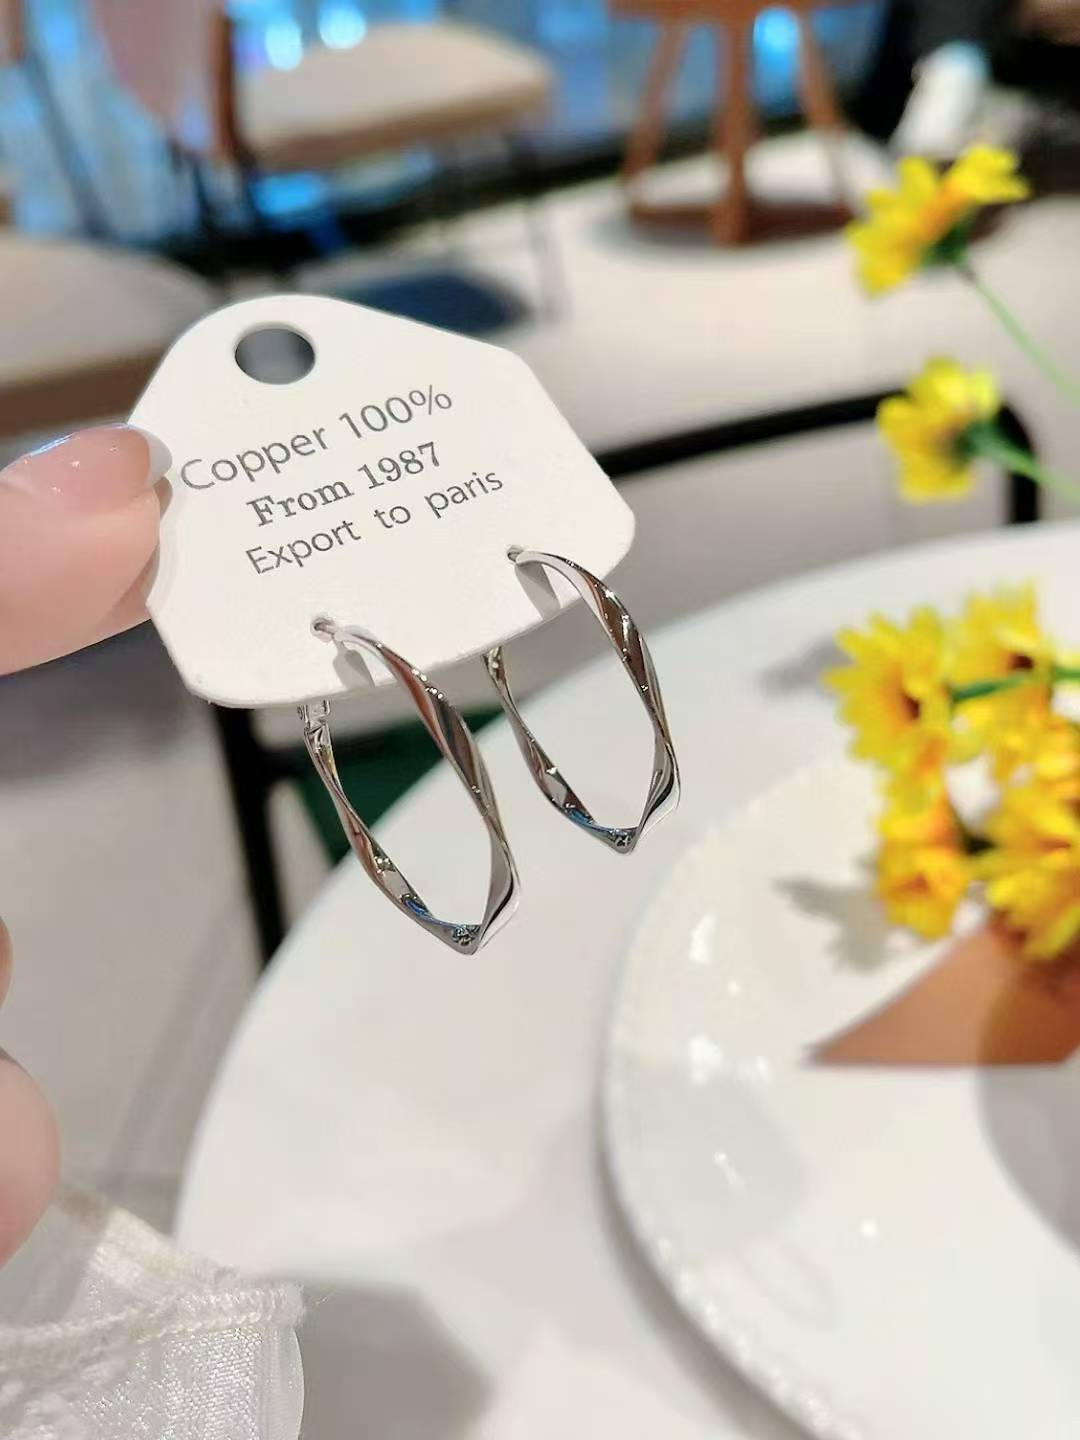 Copper 100%
From 1987
Export to paris